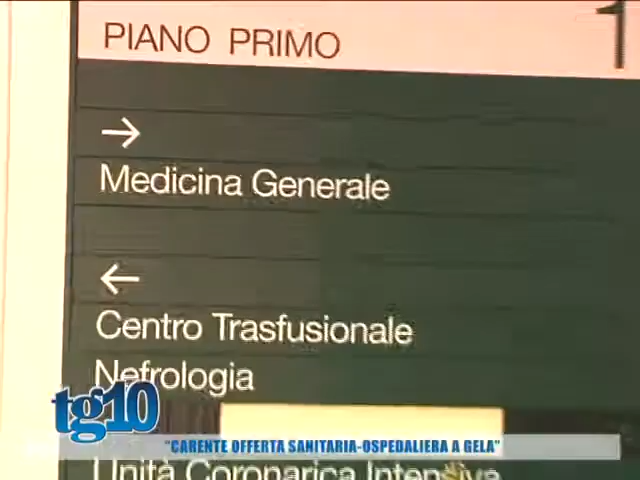 PIANO PRIMO 1
→
Medicina Generale
←
Centro Trasfusionale
Nefrologia
tg10
"CARENTE OFFERTA SANITARIA-OSPEDALIERA A GELA"
Unità Coronarica Intensiva